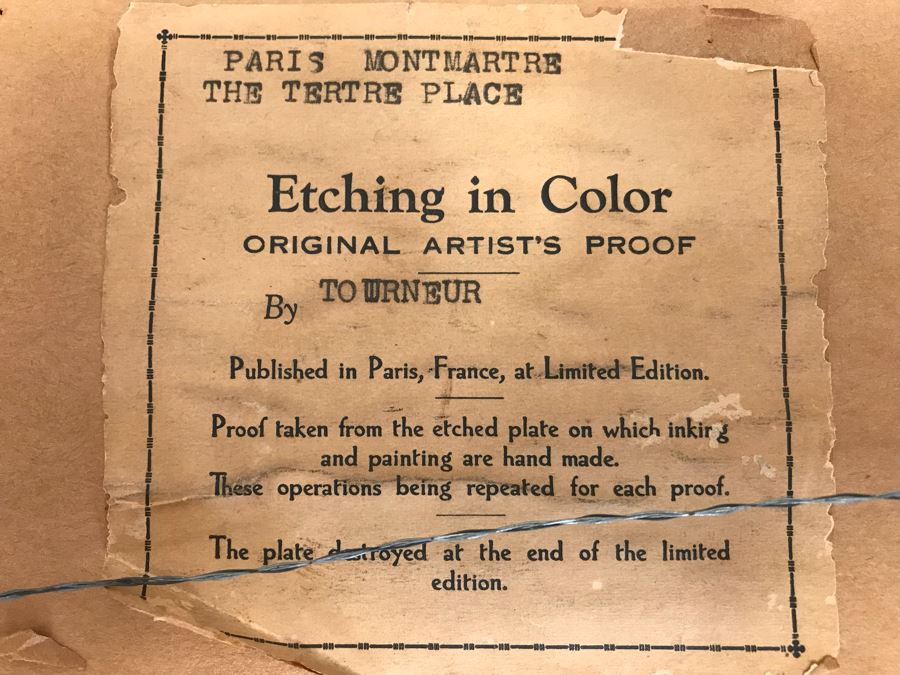 PARIS MONTMARTRE
THE TERTRE PLACE
Etching in Color
ORIGINAL ARTIST'S PROOF
By TOURNEUR
Published in Paris, France, at Limited Edition.
Proof taken from the etched plate on which inking
and painting are hand made.
These operations being repeated for each proof.
The plate destroyed at the end of the limited
edition.